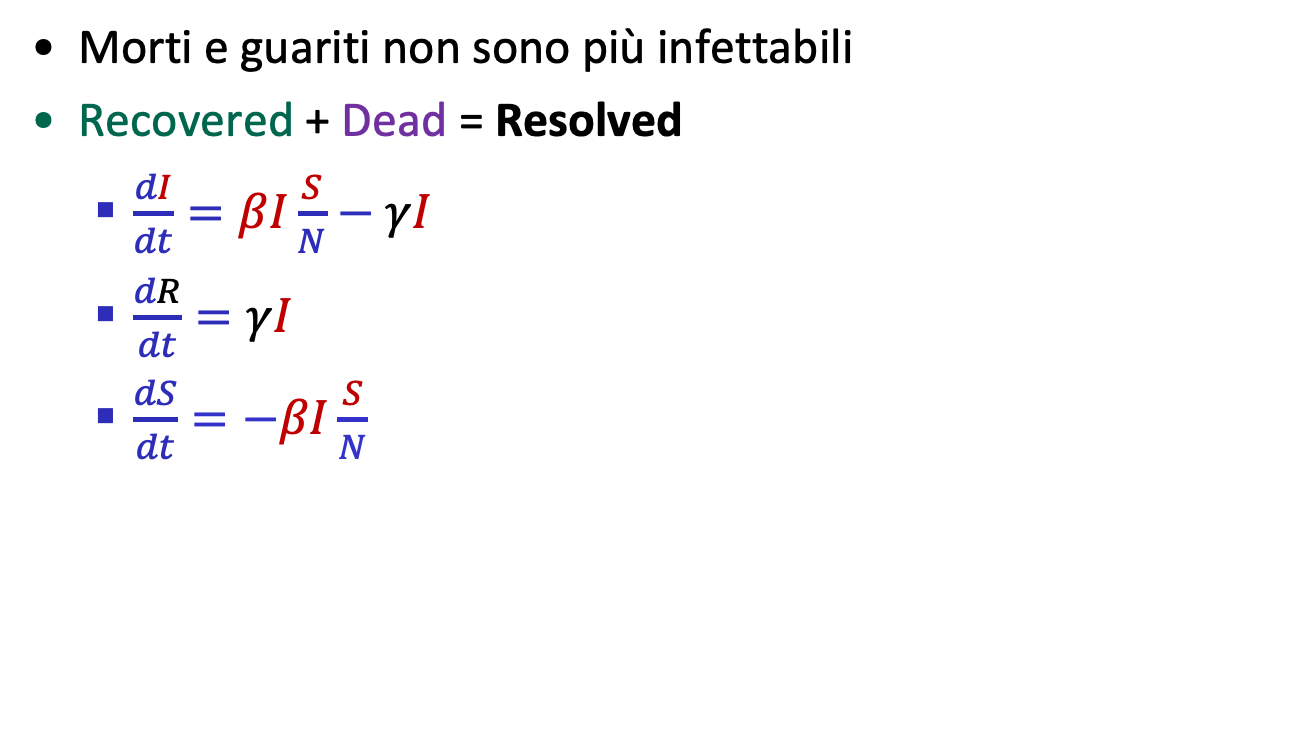 • Morti e guariti non sono più infettabili
• Recovered + Dead = Resolved
▪ dI/dt = βI S/N − γI
▪ dR/dt = γI
▪ dS/dt = −βI S/N